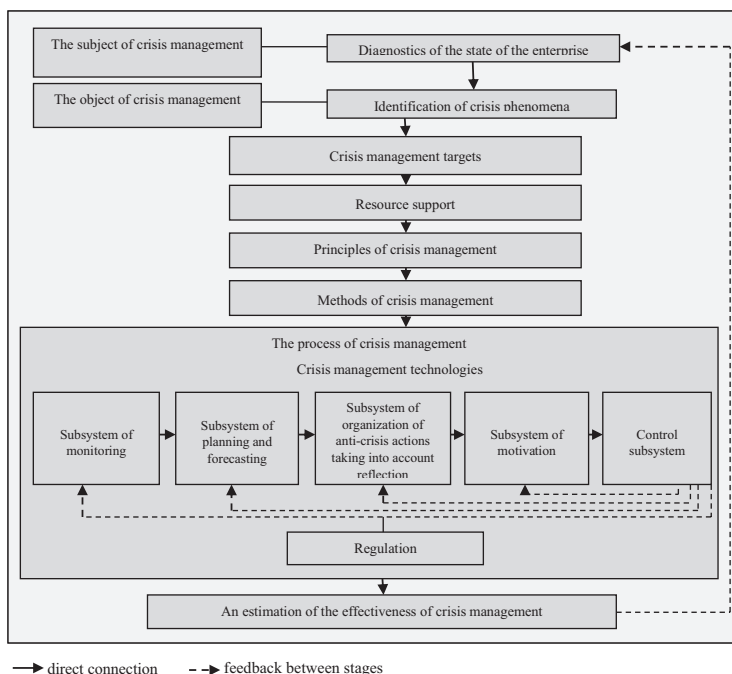 The subject of crisis management
Diagnostics of the state of the enterprise
The object of crisis management
Identification of crisis phenomena
Crisis management targets
Resource support
Principles of crisis management
Methods of crisis management
The process of crisis management
Crisis management technologies
Subsystem of
monitoring
Subsystem of
planning and
forecasting
Subsystem of
organization of
anti-crisis actions
taking into account
reflection
Subsystem of
motivation
Control
subsystem
Regulation
An estimation of the effectiveness of crisis management
direct connection
feedback between stages